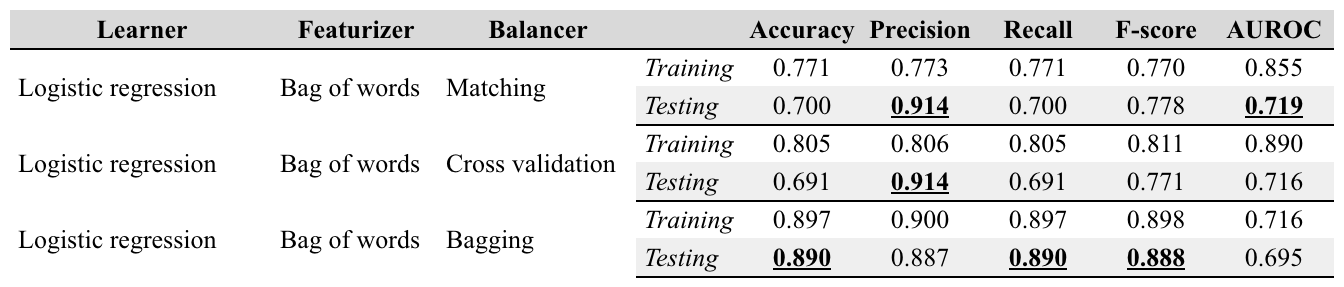 Learner Featurizer Balancer Accuracy Precision Recall F-score AUROC
Logistic regression Bag of words Matching Training 0.771 0.773 0.771 0.770 0.855
Testing 0.700 0.914 0.700 0.778 0.719
Logistic regression Bag of words Cross validation Training 0.805 0.806 0.805 0.811 0.890
Testing 0.691 0.914 0.691 0.771 0.716
Logistic regression Bag of words Bagging Training 0.897 0.900 0.897 0.898 0.716
Testing 0.890 0.887 0.890 0.888 0.695